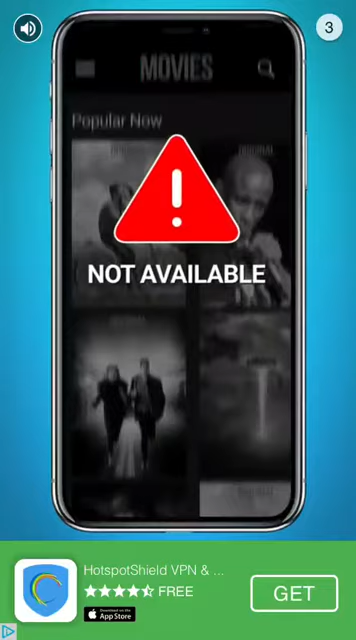 3
MOVIES
Popular Now
NOT AVAILABLE
HotspotShield VPN & ...
FREE
Download on the
App Store
GET